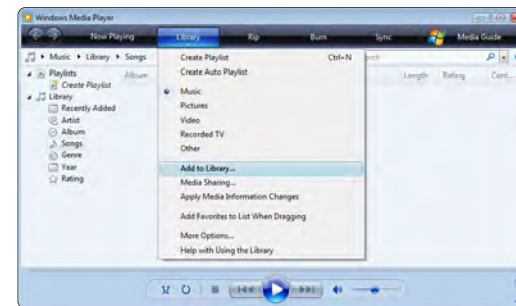 Windows Media Player
Now Playing Library Rip Burn Sync Media Guide
Music Library Songs
Playlists
Create Playlist
Library
Recently Added
Artist
Album
Songs
Genre
Year
Rating
Album
Create Playlist Ctrl+N
Create Auto Playlist
Music
Pictures
Video
Recorded TV
Other
Add to Library...
Media Sharing...
Apply Media Information Changes
Add Favorites to List When Dragging
More Options...
Help with Using the Library
Length Rating Cont...